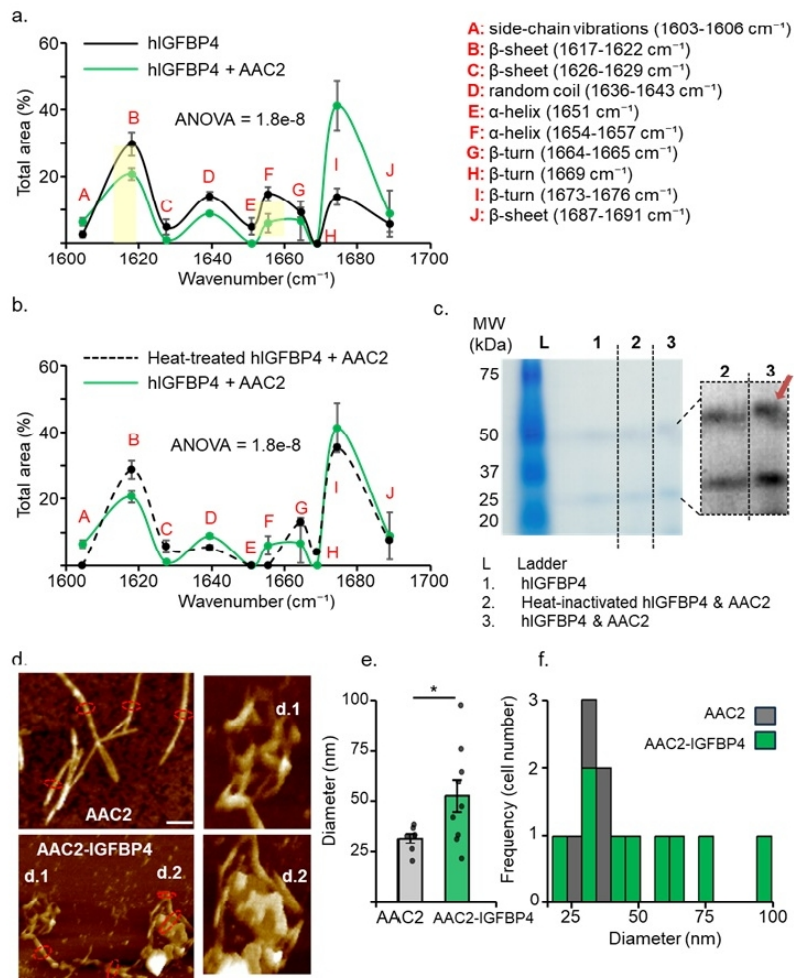 a.
60
40
20
0
Total area (%)
hIGFBP4
hIGFBP4 + AAC2
ANOVA = 1.8e-8
A
B
C
D
E
F
G
H
I
J
1600
1620
1640
1660
1680
1700
Wavenumber (cm⁻¹)
A: side-chain vibrations (1603-1606 cm⁻¹)
B: β-sheet (1617-1622 cm⁻¹)
C: β-sheet (1626-1629 cm⁻¹)
D: random coil (1636-1643 cm⁻¹)
E: α-helix (1651 cm⁻¹)
F: α-helix (1654-1657 cm⁻¹)
G: β-turn (1664-1665 cm⁻¹)
H: β-turn (1669 cm⁻¹)
I: β-turn (1673-1676 cm⁻¹)
J: β-sheet (1687-1691 cm⁻¹)
b.
60
40
20
0
Total area (%)
Heat-treated hIGFBP4 + AAC2
hIGFBP4 + AAC2
ANOVA = 1.8e-8
A
B
C
D
E
F
G
H
I
J
1600
1620
1640
1660
1680
1700
Wavenumber (cm⁻¹)
c.
MW
(kDa)
L 1 2 3
75
50
37
25
20
2 3
L Ladder
1. hIGFBP4
2. Heat-inactivated hIGFBP4 & AAC2
3. hIGFBP4 & AAC2
d.
AAC2
d.1
AAC2-IGFBP4
d.1
d.2
d.2
e.
100
75
50
25
Diameter (nm)
*
AAC2
AAC2-IGFBP4
f.
3
2
1
0
Frequency (cell number)
AAC2
AAC2-IGFBP4
25
50
75
100
Diameter (nm)